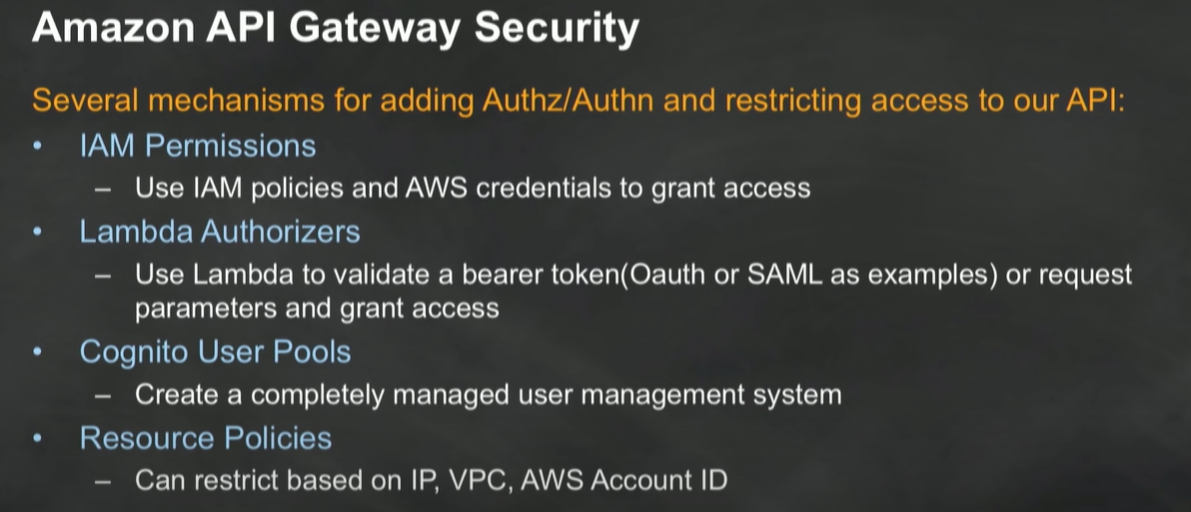 Amazon API Gateway Security
Several mechanisms for adding Authz/Authn and restricting access to our API:
• IAM Permissions
– Use IAM policies and AWS credentials to grant access
• Lambda Authorizers
– Use Lambda to validate a bearer token(Oauth or SAML as examples) or request
parameters and grant access
• Cognito User Pools
– Create a completely managed user management system
• Resource Policies
– Can restrict based on IP, VPC, AWS Account ID